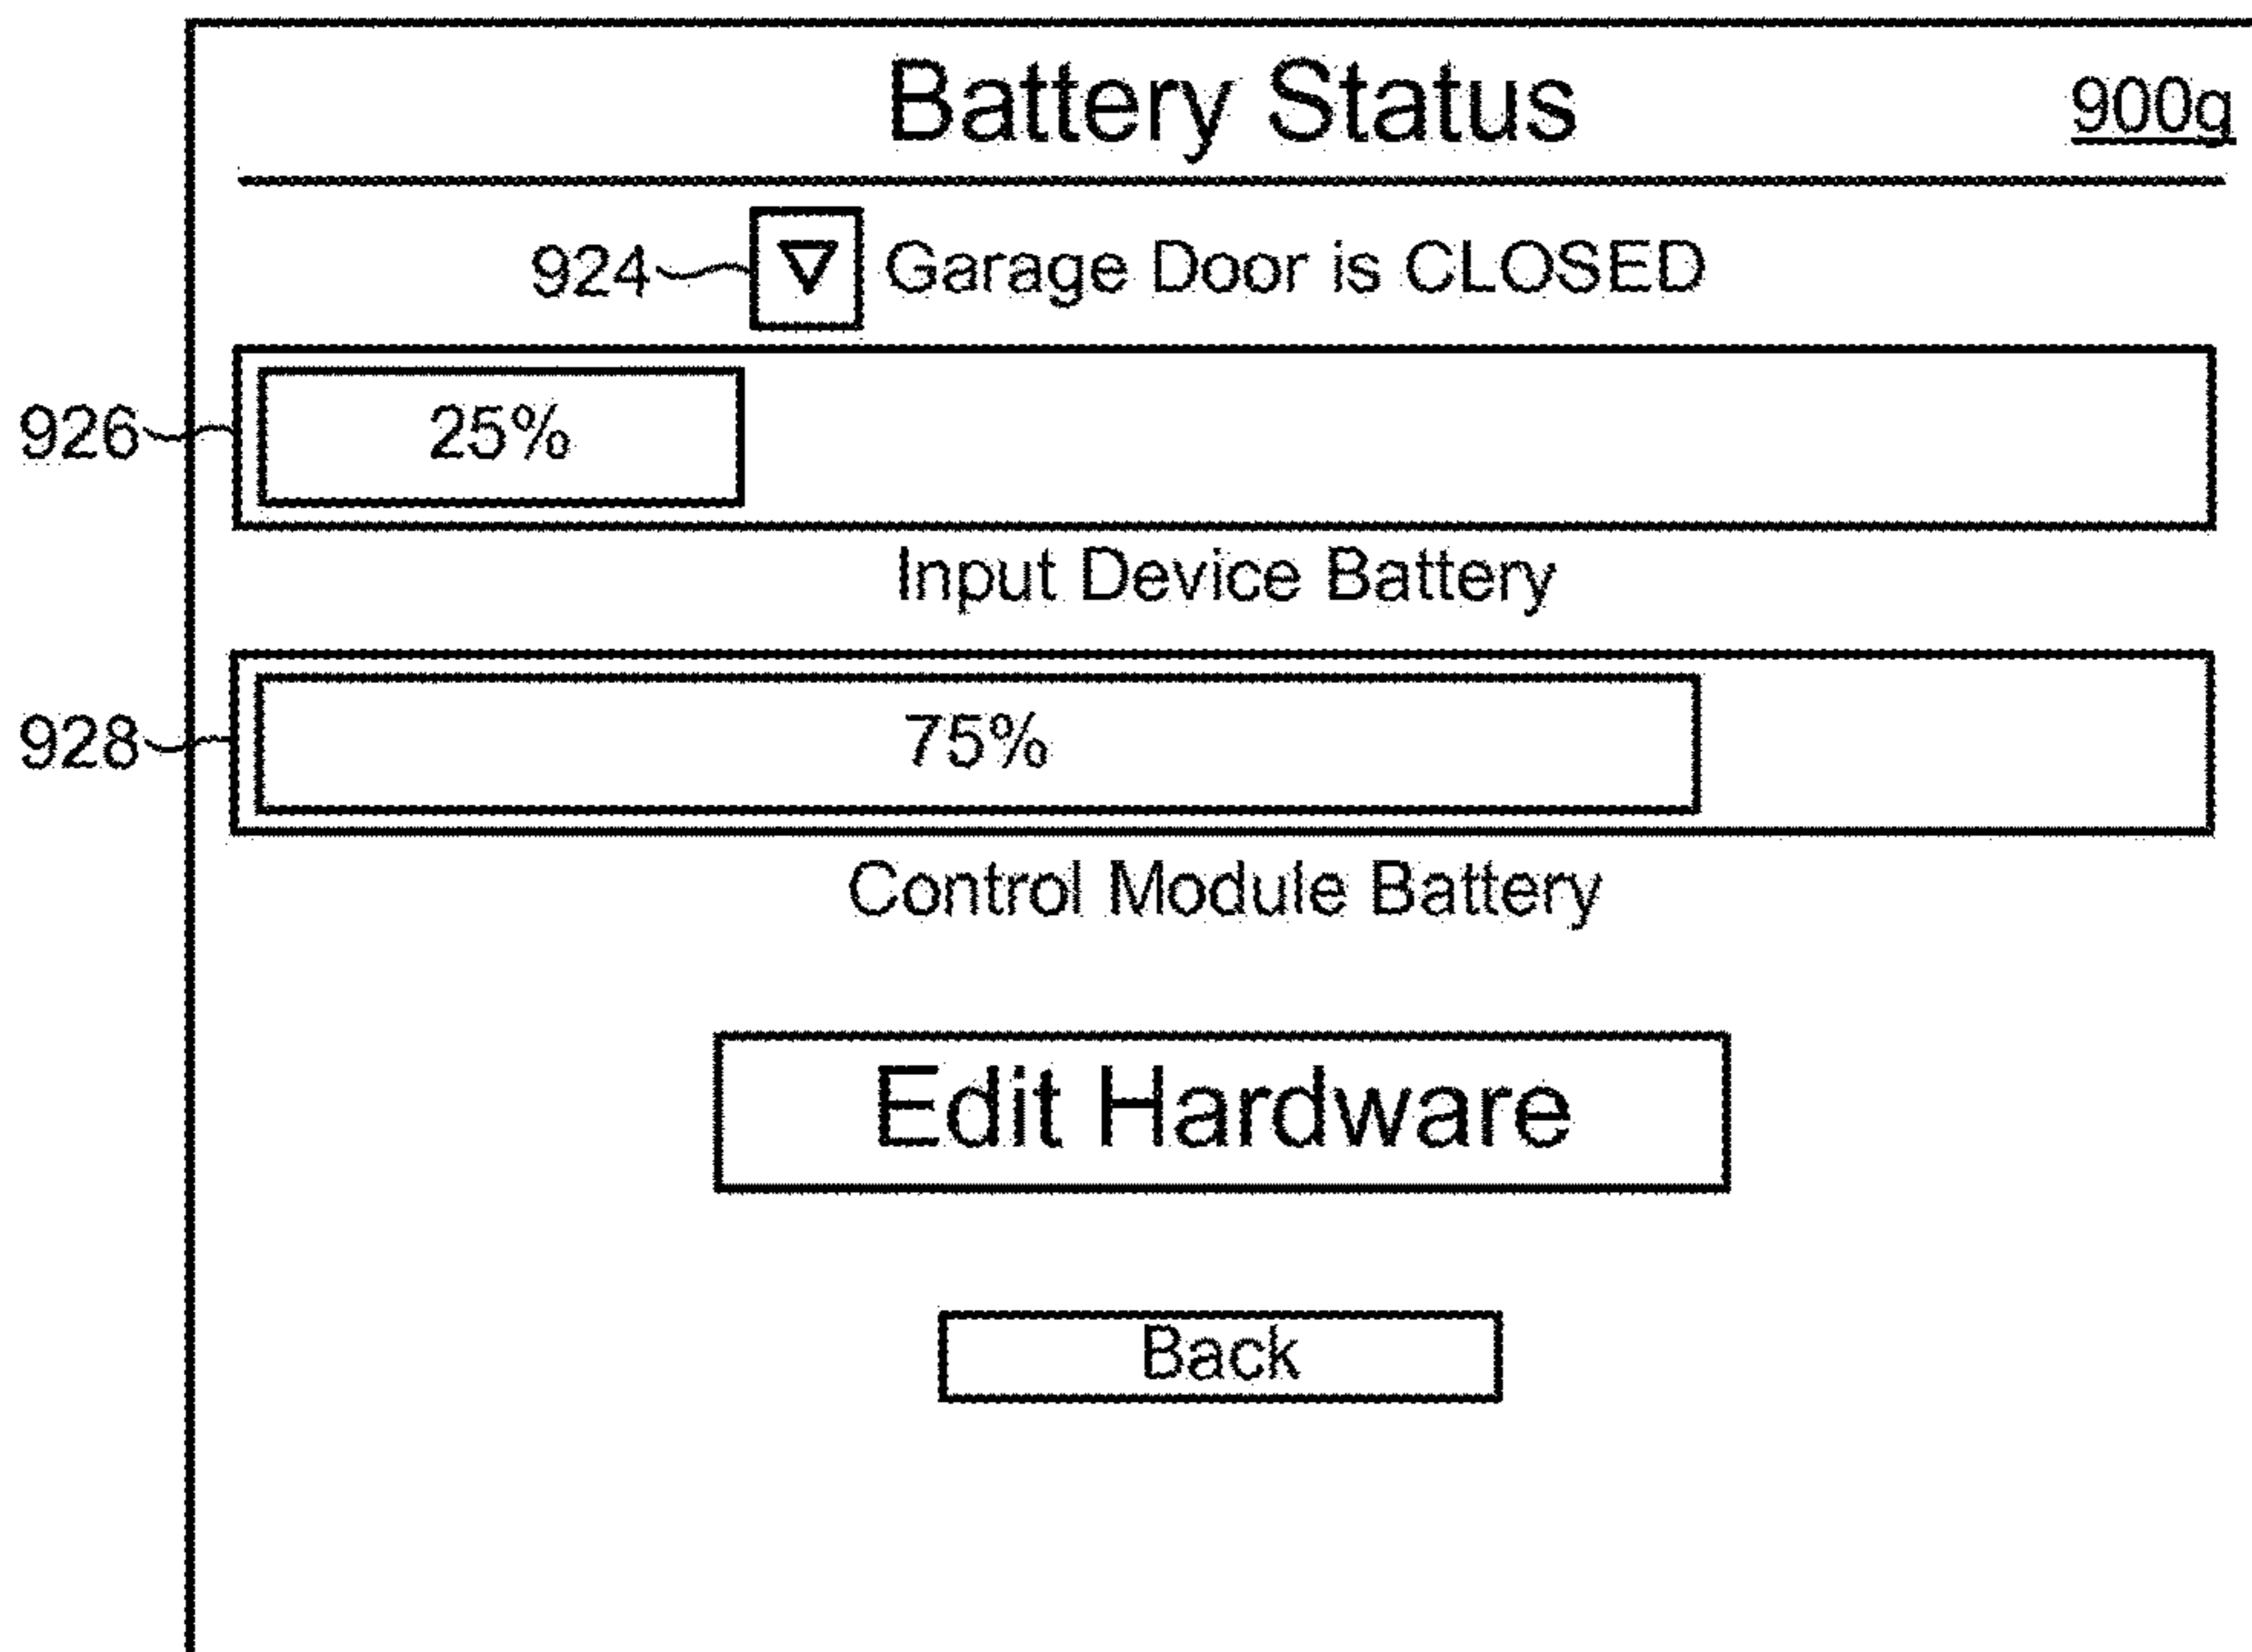 Battery Status 900g
924 Garage Door is CLOSED
926 25%
Input Device Battery
928 75%
Control Module Battery
Edit Hardware
Back